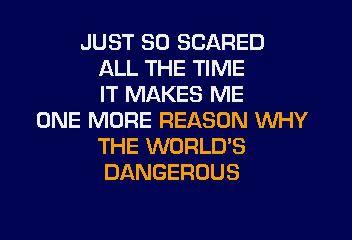 JUST SO SCARED
ALL THE TIME
IT MAKES ME
ONE MORE REASON WHY
THE WORLD'S
DANGEROUS